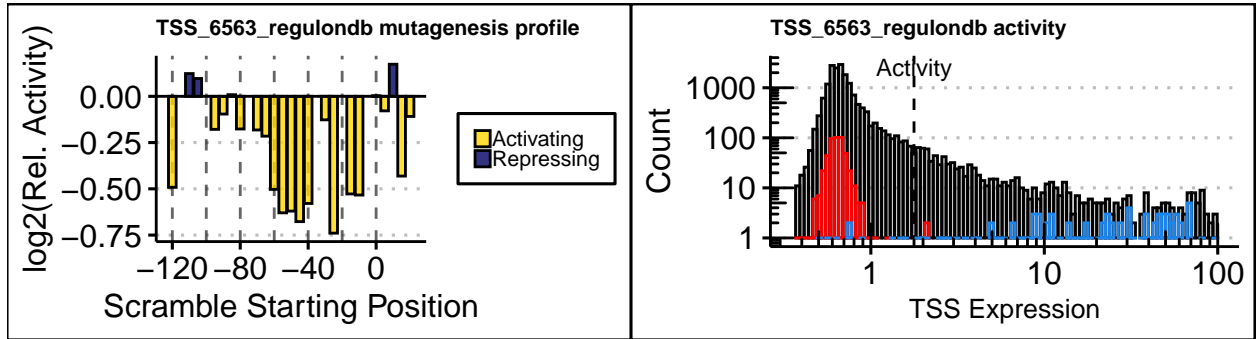 TSS_6563_regulondb mutagenesis profile
log2(Rel. Activity)
0.00
−0.25
−0.50
−0.75
−120
−80
−40
0
Scramble Starting Position
Activating
Repressing
TSS_6563_regulondb activity
Activity
Count
1000
100
10
1
1
10
100
TSS Expression